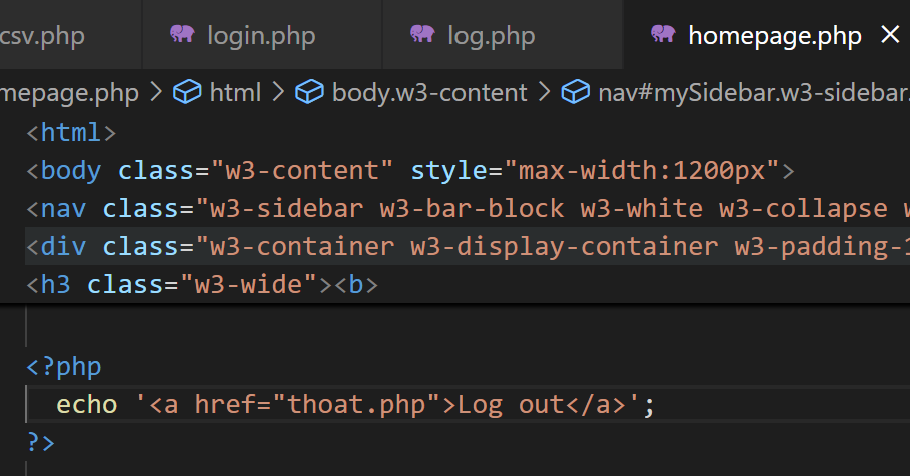 csv.php login.php log.php homepage.php
mepage.php > html > body.w3-content > nav#mySidebar.w3-sidebar.
<html>
<body class="w3-content" style="max-width:1200px">
<nav class="w3-sidebar w3-bar-block w3-white w3-collapse w
<div class="w3-container w3-display-container w3-padding-1
<h3 class="w3-wide"><b>
<?php
echo '<a href="thoat.php">Log out</a>';
?>